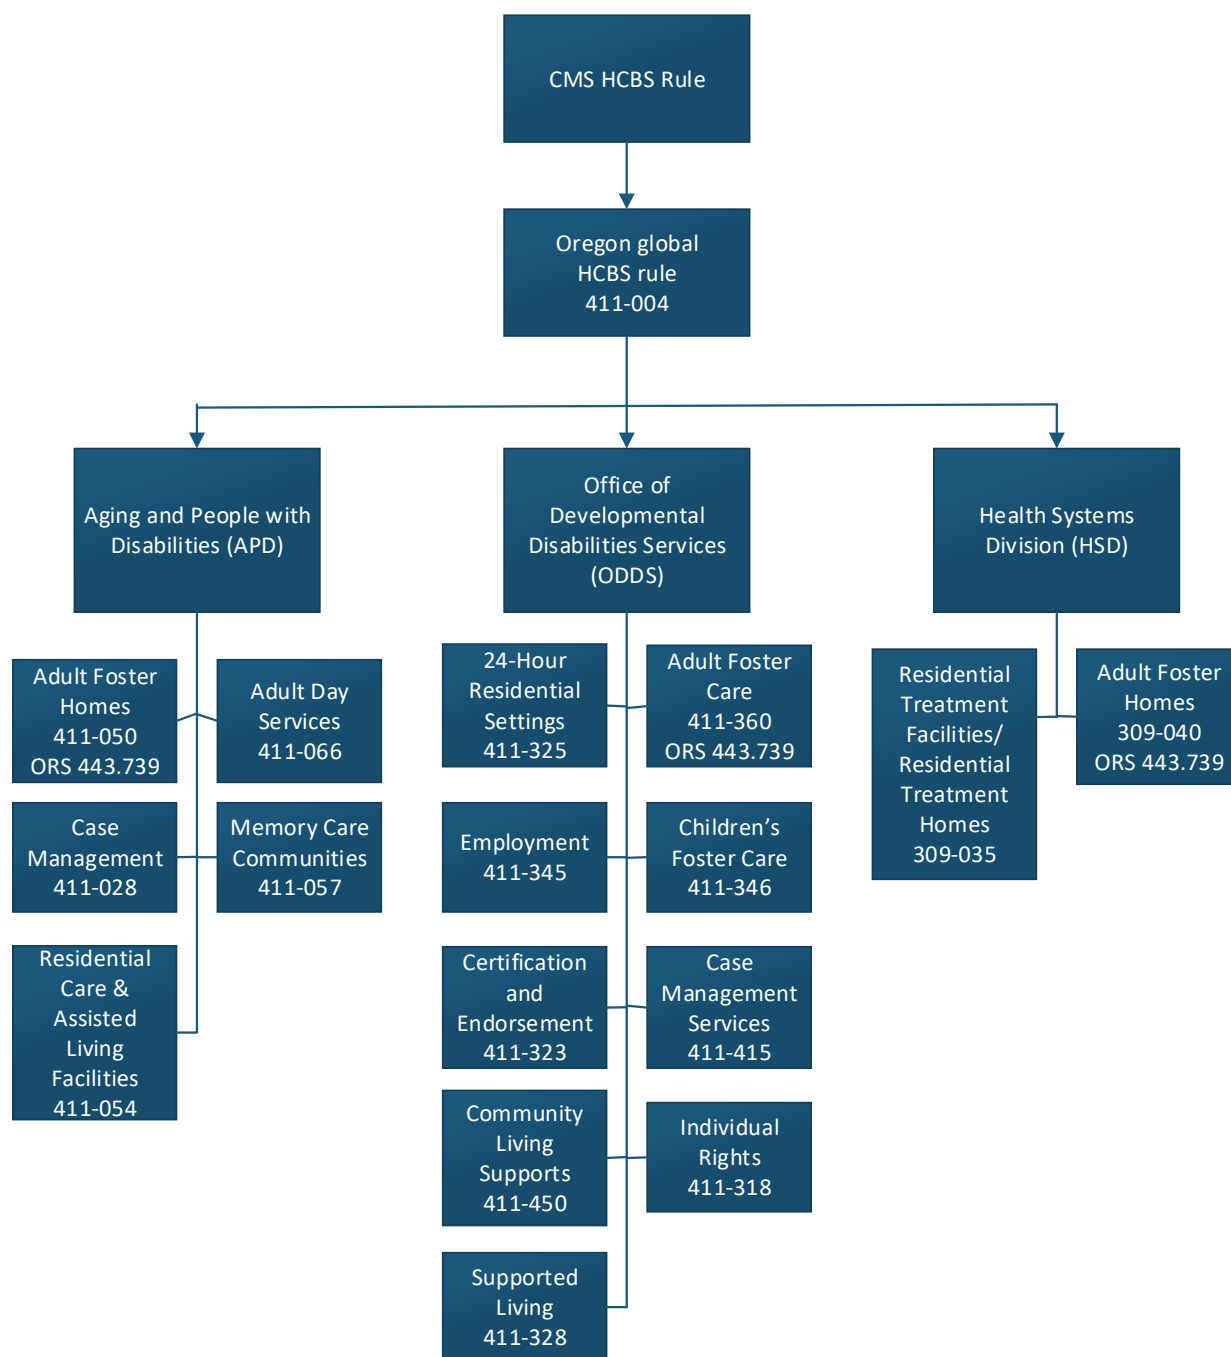 CMS HCBS Rule
Oregon global
HCBS rule
411-004
Aging and People with
Disabilities (APD)
Office of
Developmental
Disabilities Services
(ODDS)
Health Systems
Division (HSD)
Adult Foster
Homes
411-050
ORS 443.739
Adult Day
Services
411-066
Case
Management
411-028
Memory Care
Communities
411-057
Residential
Care &
Assisted
Living
Facilities
411-054
24-Hour
Residential
Settings
411-325
Adult Foster
Care
411-360
ORS 443.739
Employment
411-345
Children’s
Foster Care
411-346
Certification
and
Endorsement
411-323
Case
Management
Services
411-415
Community
Living
Supports
411-450
Individual
Rights
411-318
Supported
Living
411-328
Residential
Treatment
Facilities/
Residential
Treatment
Homes
309-035
Adult Foster
Homes
309-040
ORS 443.739